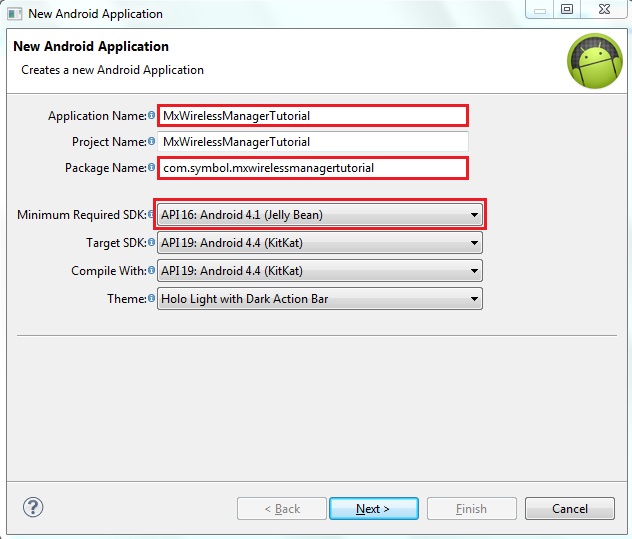 New Android Application
New Android Application
Creates a new Android Application
Application Name: MxWirelessManagerTutorial
Project Name: MxWirelessManagerTutorial
Package Name: com.symbol.mxwirelessmanagertutorial
Minimum Required SDK: API 16: Android 4.1 (Jelly Bean)
Target SDK: API 19: Android 4.4 (KitKat)
Compile With: API 19: Android 4.4 (KitKat)
Theme: Holo Light with Dark Action Bar
? < Back Next > Finish Cancel